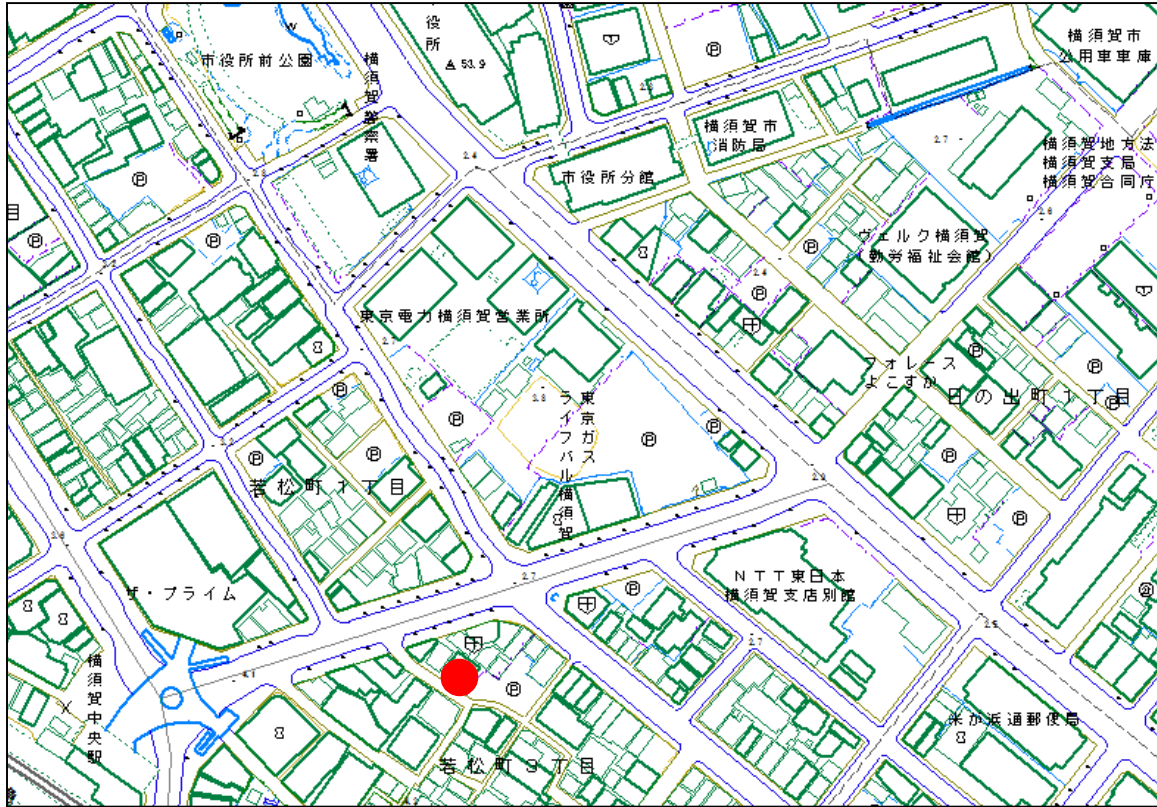 市役所
53.9
市役所前公園
横須賀警察署
横須賀市
公用車車庫
横須賀市
消防局
市役所分館
横須賀地方法
横須賀支局
横須賀合同庁
ヴェルク横須賀
(勤労福祉会館)
東京電力横須賀営業所
フォレース
よこすか
日の出町1丁目
東京ガス
ライフバル横須賀
若松町1丁目
ザ・プライム
NTT東日本
横須賀支店別館
横須賀中央駅
米が浜通郵便局
若松町3丁目